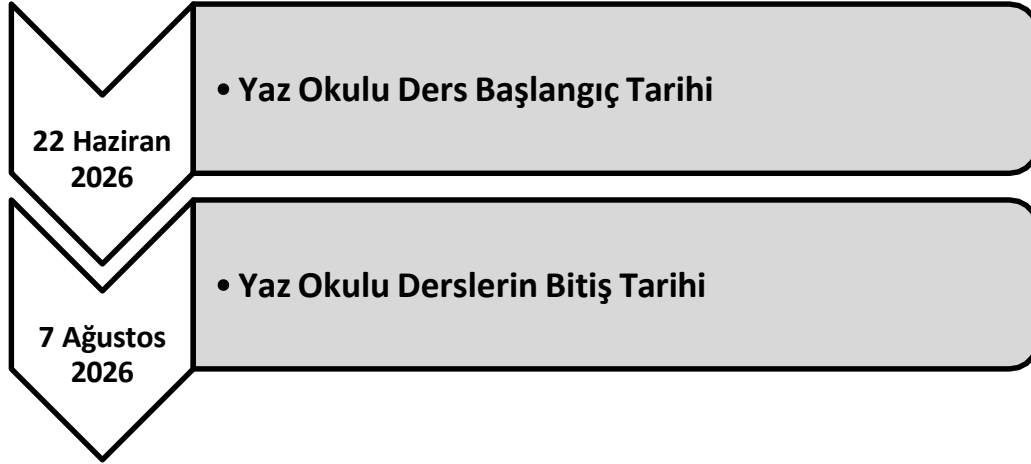 22 Haziran
2026
• Yaz Okulu Ders Başlangıç Tarihi
7 Ağustos
2026
• Yaz Okulu Derslerin Bitiş Tarihi